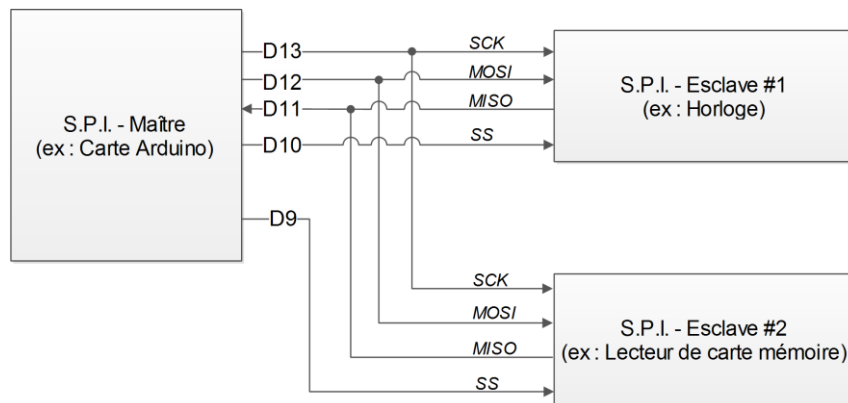 D13
SCK
D12
MOSI
D11
MISO
D10
SS
D9
S.P.I. - Maître
(ex : Carte Arduino)
S.P.I. - Esclave #1
(ex : Horloge)
SCK
MOSI
MISO
SS
S.P.I. - Esclave #2
(ex : Lecteur de carte mémoire)